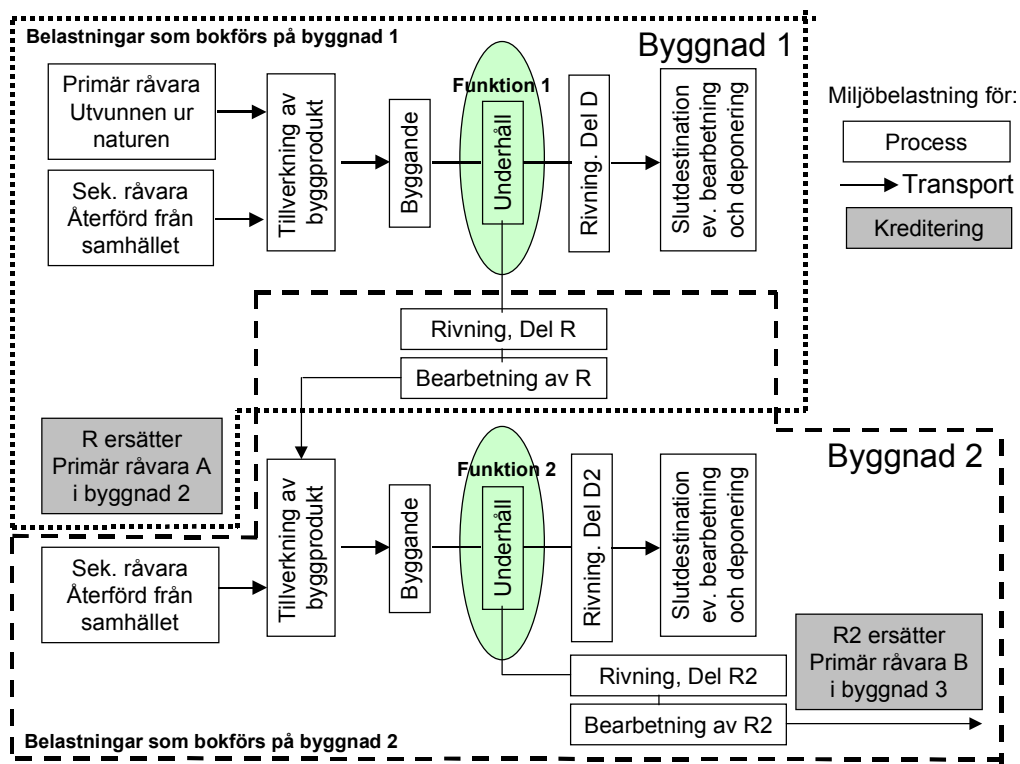 Belastningar som bokförs på byggnad 1
Byggnad 1
Primär råvara
Utvunnen ur
naturen
Sek. råvara
Återförd från
samhället
Tillverkning av
byggprodukt
Byggande
Funktion 1
Underhåll
Rivning. Del D
Slutdestination
ev. bearbetning
och deponering
Miljöbelastning för:
Process
Transport
Kreditering
Rivning, Del R
Bearbetning av R
R ersätter
Primär råvara A
i byggnad 2
Byggnad 2
Sek. råvara
Återförd från
samhället
Tillverkning av
byggprodukt
Byggande
Funktion 2
Underhåll
Rivning. Del D2
Slutdestination
ev. bearbetning
och deponering
R2 ersätter
Primär råvara B
i byggnad 3
Rivning, Del R2
Bearbetning av R2
Belastningar som bokförs på byggnad 2